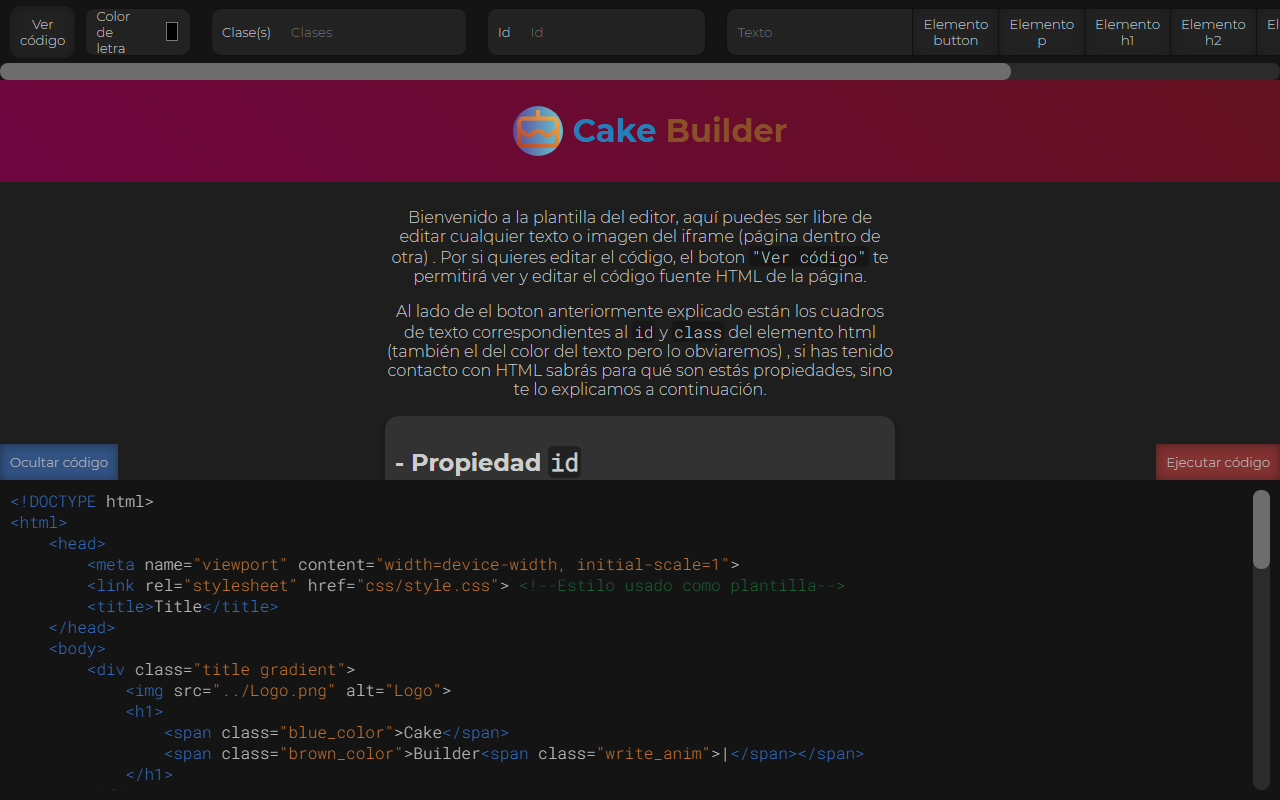 Ver código
Color de letra
Clase(s) Clases
Id Id
Texto
Elemento button
Elemento p
Elemento h1
Elemento h2
Cake Builder
Bienvenido a la plantilla del editor, aquí puedes ser libre de
editar cualquier texto o imagen del iframe (página dentro de
otra) . Por si quieres editar el código, el boton "Ver código" te
permitirá ver y editar el código fuente HTML de la página.
Al lado de el boton anteriormente explicado están los cuadros
de texto correspondientes al id y class del elemento html
(también el del color del texto pero lo obviaremos) , si has tenido
contacto con HTML sabrás para qué son estás propiedades, sino
te lo explicamos a continuación.
- Propiedad id
Ocultar código
Ejecutar código
<!DOCTYPE html>
<html>
    <head>
        <meta name="viewport" content="width=device-width, initial-scale=1">
        <link rel="stylesheet" href="css/style.css"> <!--Estilo usado como plantilla-->
        <title>Title</title>
    </head>
    <body>
        <div class="title gradient">
            <img src="../Logo.png" alt="Logo">
            <h1>
                <span class="blue_color">Cake</span>
                <span class="brown_color">Builder<span class="write_anim">|</span></span>
            </h1>